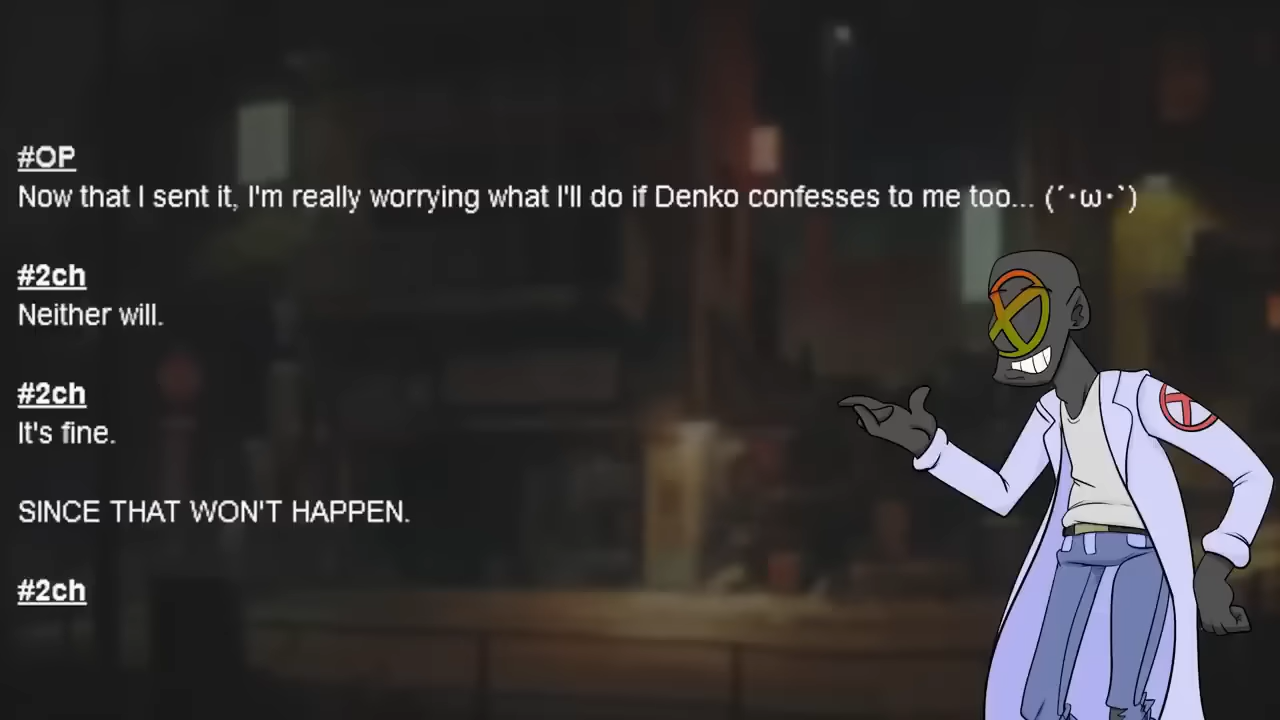 #OP
Now that I sent it, I'm really worrying what I'll do if Denko confesses to me too... (´･ω･`)
#2ch
Neither will.
#2ch
It's fine.
SINCE THAT WON'T HAPPEN.
#2ch